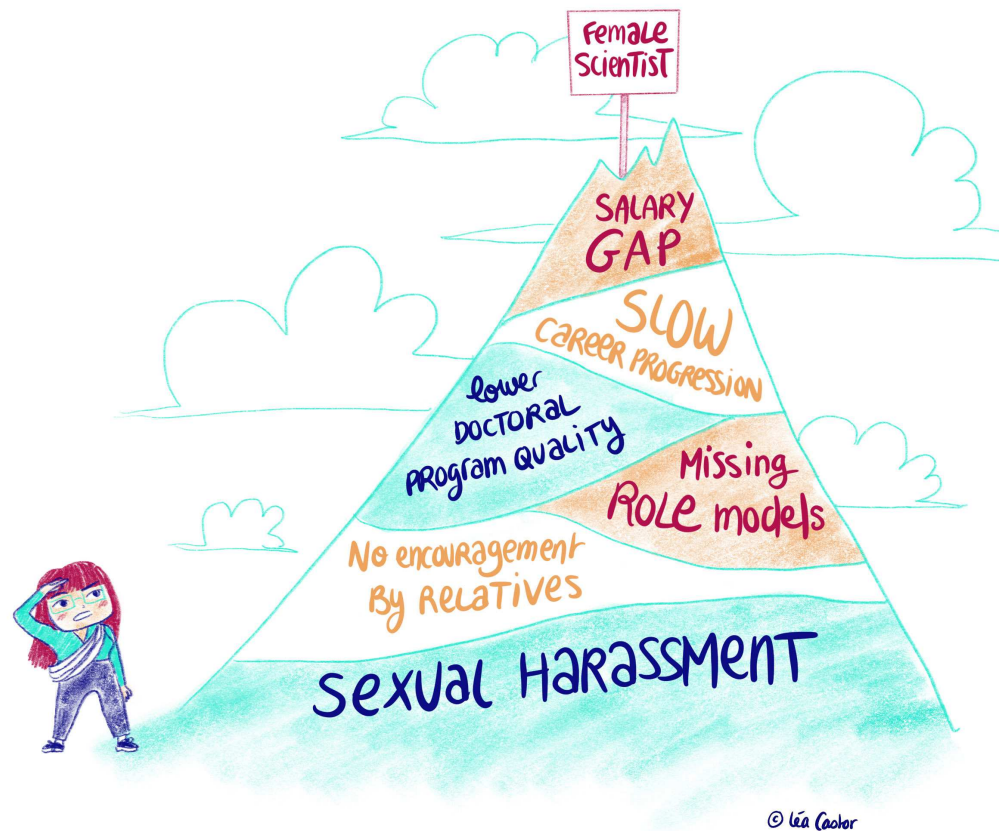 Female
Scientist
SALARY
GAP
SLOW
CAREER PROGRESSION
lower
DOCTORAL
PROgram QUALITY
Missing
ROLE models
No encouragement
By RELATIVES
Sexual HARASSMENT
© léa Castor